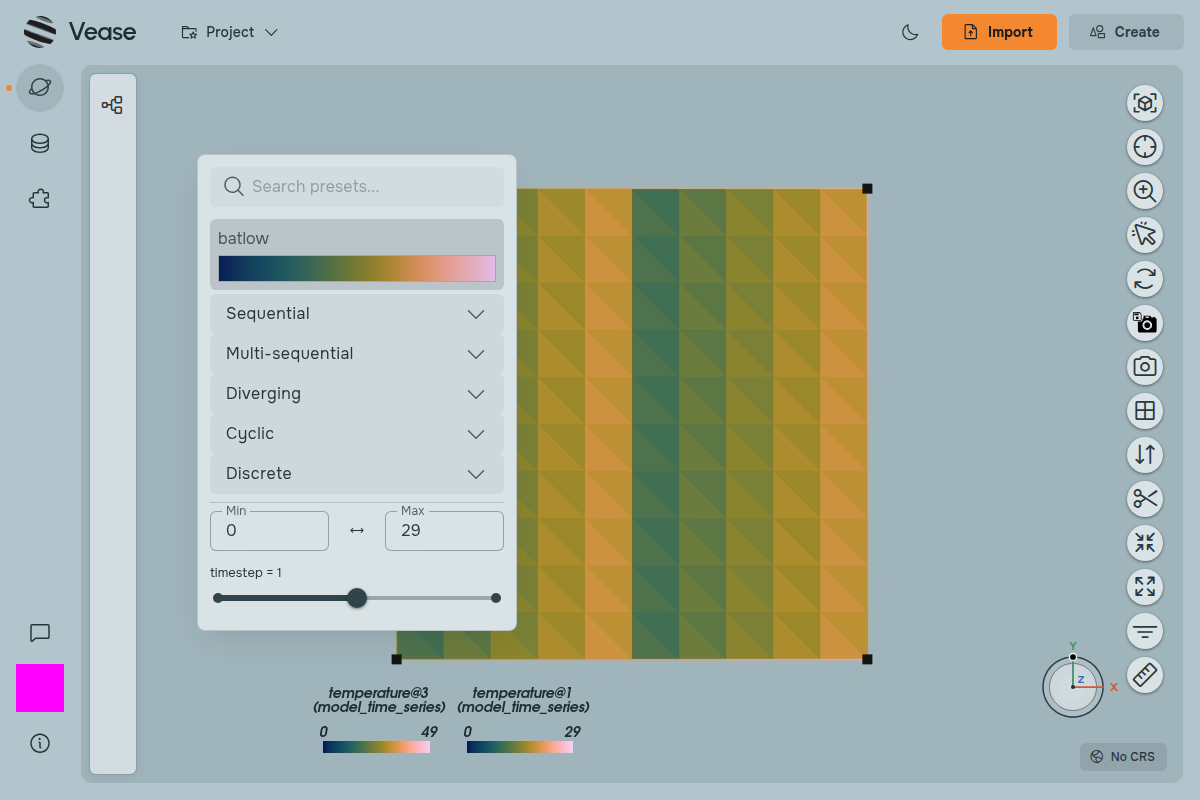 Vease
Project
Import
Create
Search presets...
batlow
Sequential
Multi-sequential
Diverging
Cyclic
Discrete
Min
Max
0
29
timestep = 1
temperature@3
(model_time_series)
0 49
temperature@1
(model_time_series)
0 29
Y
Z
X
No CRS